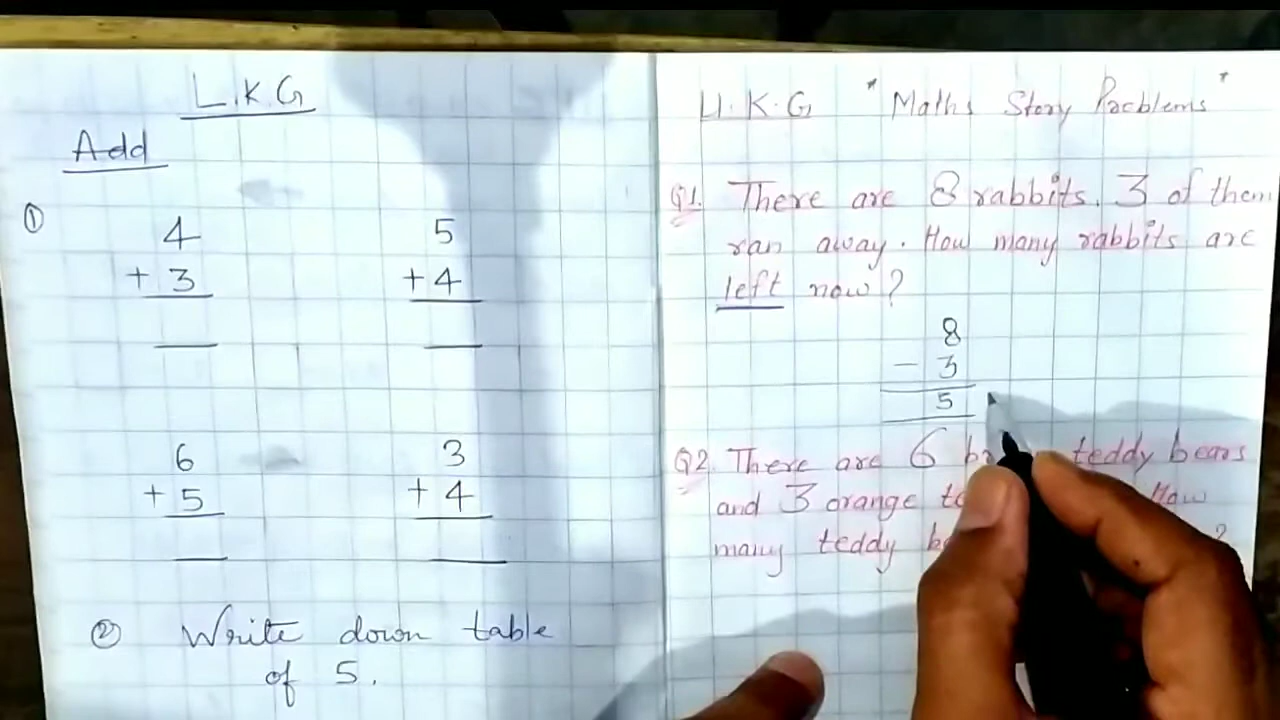 L.K.G
Add
①
4
+ 3
5
+ 4
6
+ 5
3
+ 4
② Write down table
of 5.
U.K.G "Maths Story Problems"
Q1. There are 8 rabbits. 3 of them
ran away. How many rabbits are
left now?
8
- 3
5
Q2. There are 6 teddy bears
and 3 orange How
many teddy ?